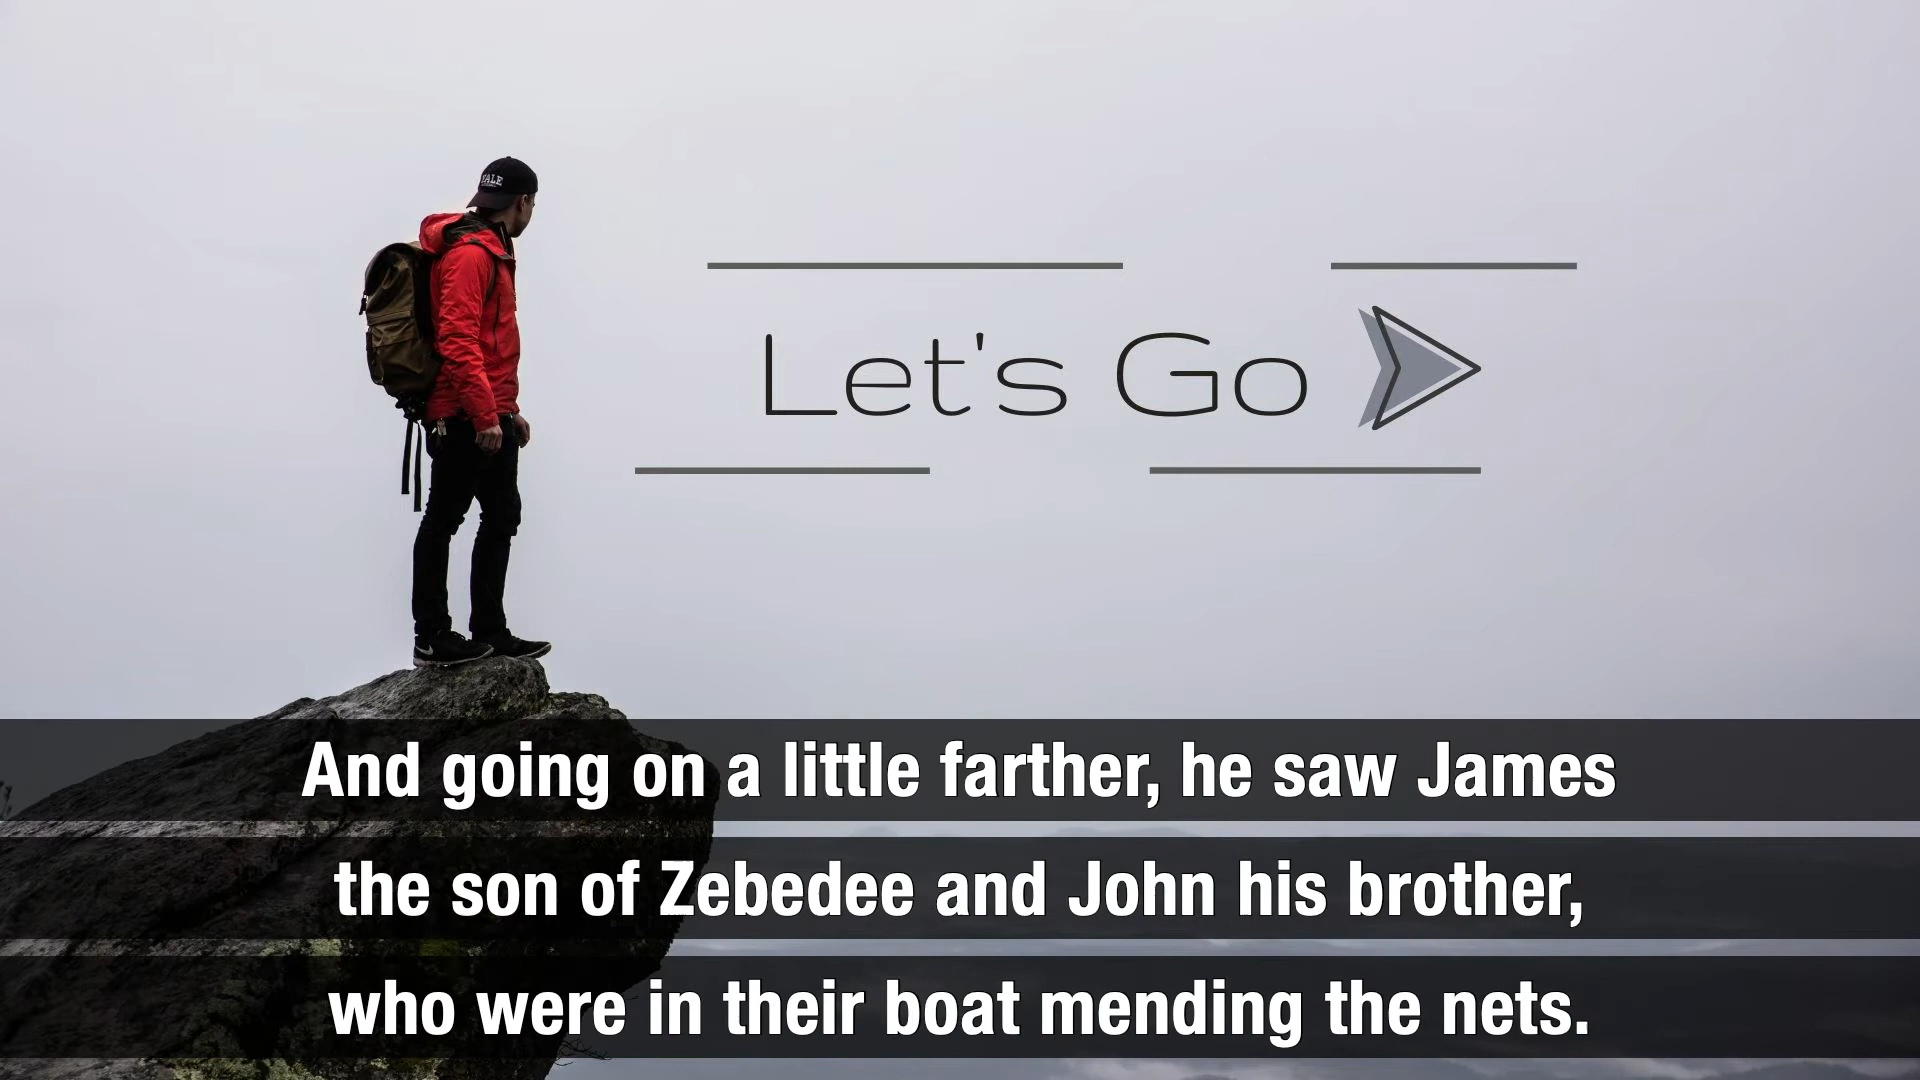 YALE
Let's Go
And going on a little farther, he saw James
the son of Zebedee and John his brother,
who were in their boat mending the nets.